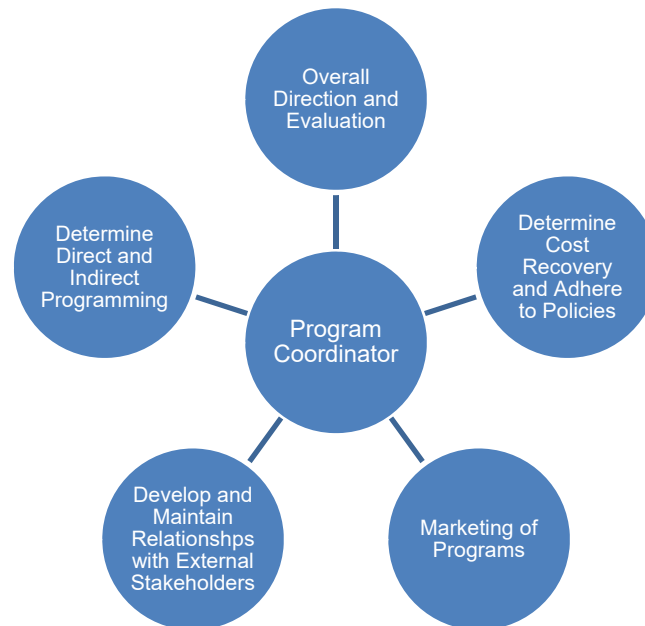 Overall
Direction and
Evaluation
Determine
Direct and
Indirect
Programming
Determine
Cost
Recovery
and Adhere
to Policies
Program
Coordinator
Develop and
Maintain
Relationshps
with External
Stakeholders
Marketing of
Programs